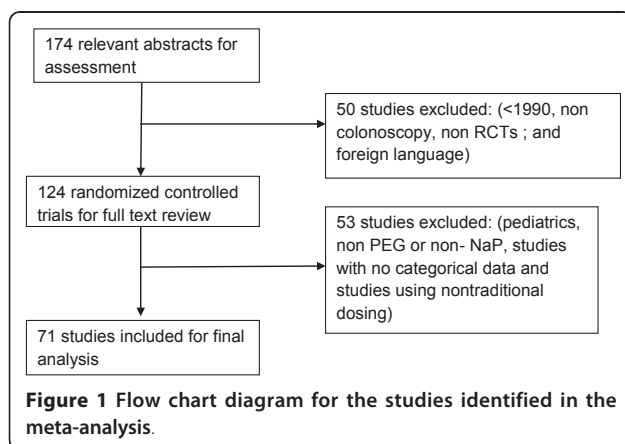 174 relevant abstracts for
assessment
50 studies excluded: (<1990, non
colonoscopy, non RCTs ; and
foreign language)
124 randomized controlled
trials for full text review
53 studies excluded: (pediatrics,
non PEG or non- NaP, studies
with no categorical data and
studies using nontraditional
dosing)
71 studies included for final
analysis
Figure 1 Flow chart diagram for the studies identified in the
meta-analysis.